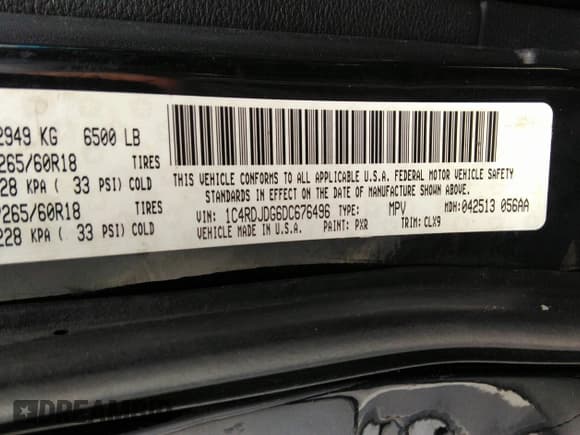 2949 KG 6500 LB
265/60R18 TIRES
228 KPA ( 33 PSI) COLD
265/60R18 TIRES
228 KPA ( 33 PSI) COLD
THIS VEHICLE CONFORMS TO ALL APPLICABLE U.S.A. FEDERAL MOTOR VEHICLE SAFETY
STANDARDS IN EFFECT ON THE DATE OF MANUFACTURE SHOWN ABOVE.
VIN: 1C4RDJDG6DC676496 TYPE: MPV MDH: 042513 056AA
VEHICLE MADE IN U.S.A. PAINT: PXR TRIM: CLX9